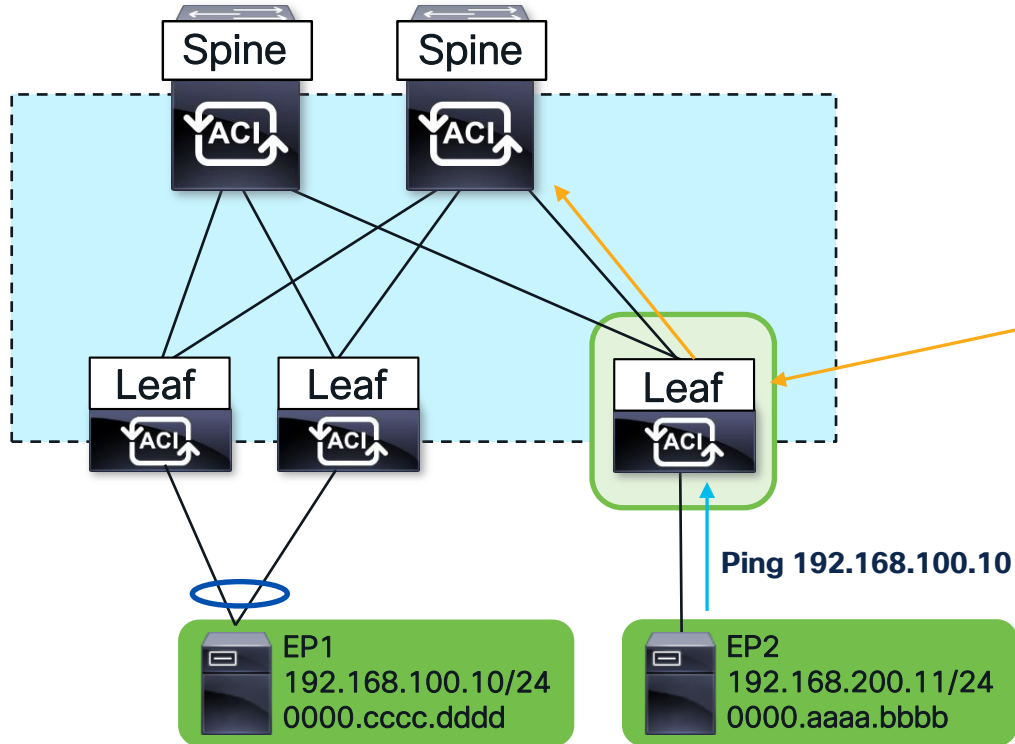 Spine
Spine
ACI
ACI
Leaf
Leaf
Leaf
ACI
ACI
ACI
Ping 192.168.100.10
EP1
192.168.100.10/24
0000.cccc.dddd
EP2
192.168.200.11/24
0000.aaaa.bbbb